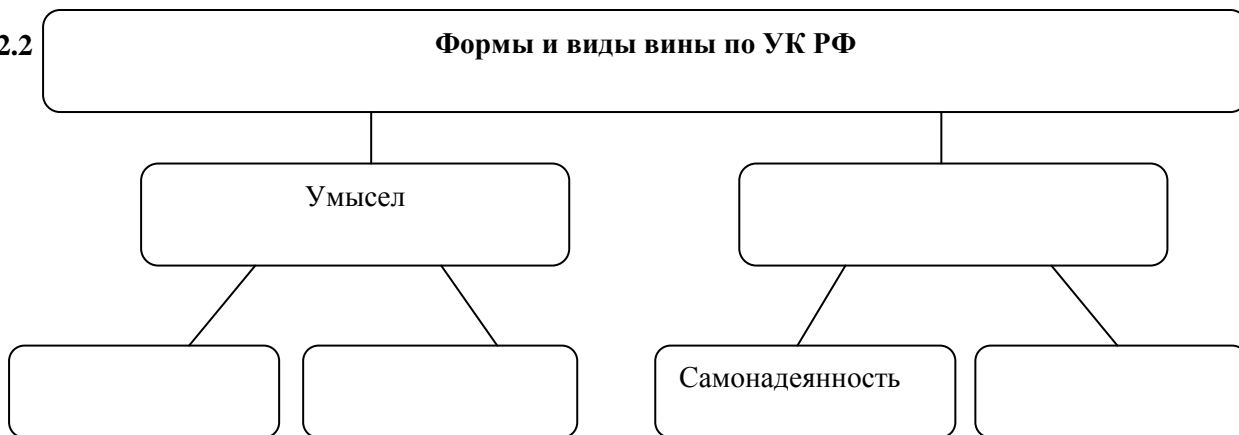 2.2
Формы и виды вины по УК РФ
Умысел
Самонадеянность